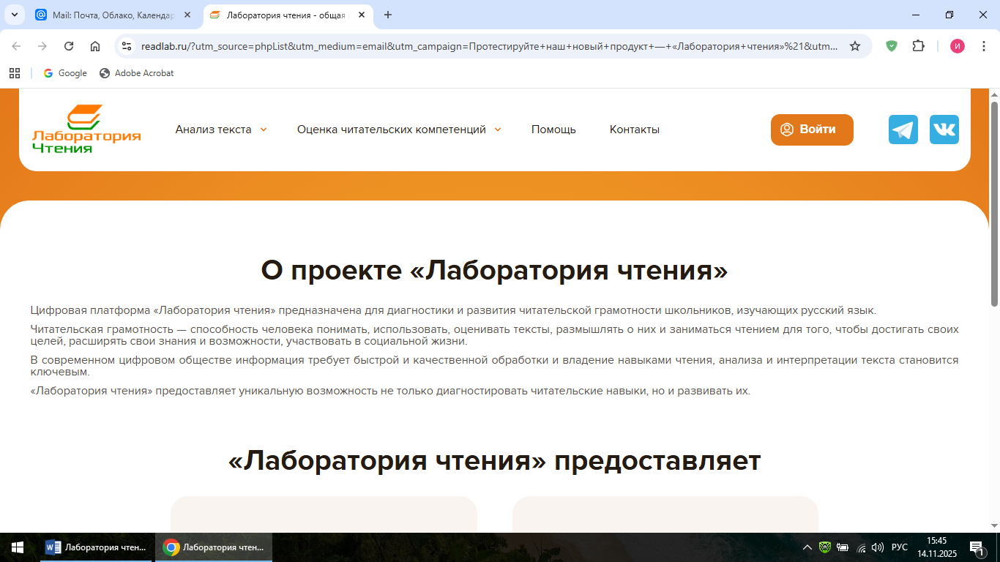 Mail: Почта, Облако, Календар
Лаборатория чтения - общая
readlab.ru/?utm_source=phpList&utm_medium=email&utm_campaign=Протестируйте+наш+новый+продукт+—+«Лаборатория+чтения»%21&utm...
И
Google
Adobe Acrobat
Лаборатория
Чтения
Анализ текста
Оценка читательских компетенций
Помощь
Контакты
Войти
О проекте «Лаборатория чтения»
Цифровая платформа «Лаборатория чтения» предназначена для диагностики и развития читательской грамотности школьников, изучающих русский язык.
Читательская грамотность — способность человека понимать, использовать, оценивать тексты, размышлять о них и заниматься чтением для того, чтобы достигать своих
целей, расширять свои знания и возможности, участвовать в социальной жизни.
В современном цифровом обществе информация требует быстрой и качественной обработки и владение навыками чтения, анализа и интерпретации текста становится
ключевым.
«Лаборатория чтения» предоставляет уникальную возможность не только диагностировать читательские навыки, но и развивать их.
«Лаборатория чтения» предоставляет
Лаборатория чтен...
Лаборатория чтен...
РУС
15:45
14.11.2025
1